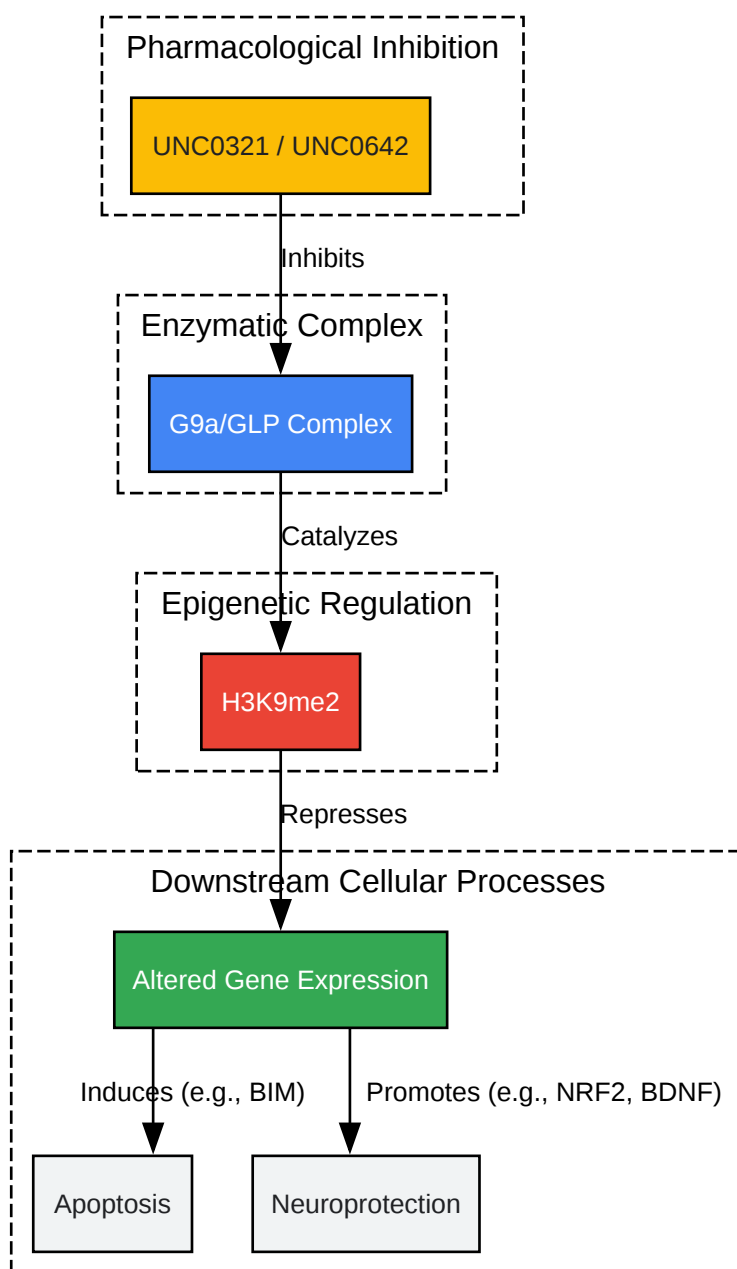 Pharmacological Inhibition
UNC0321 / UNC0642
Inhibits
Enzymatic Complex
G9a/GLP Complex
Catalyzes
Epigenetic Regulation
H3K9me2
Represses
Downstream Cellular Processes
Altered Gene Expression
Induces (e.g., BIM)
Promotes (e.g., NRF2, BDNF)
Apoptosis
Neuroprotection